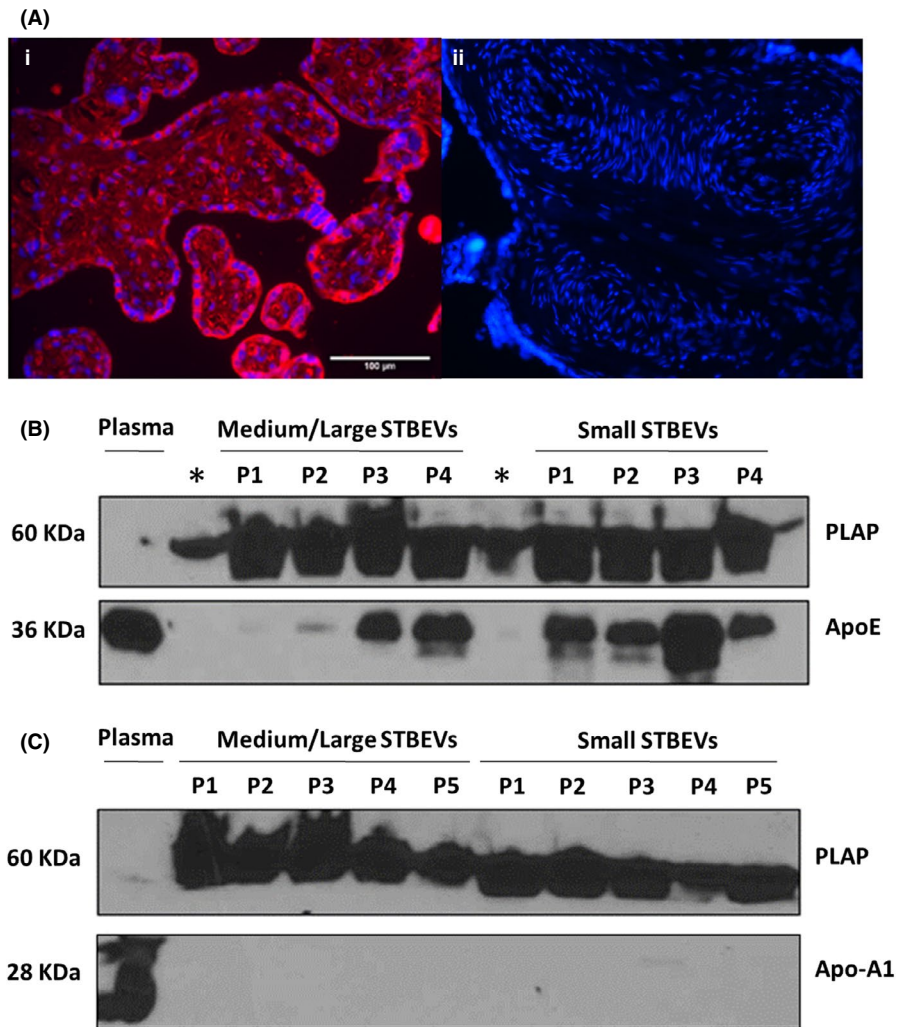 (A)
i
ii
100 µm
(B)
Plasma
Medium/Large STBEVs
Small STBEVs
* P1 P2 P3 P4 * P1 P2 P3 P4
60 KDa
PLAP
36 KDa
ApoE
(C)
Plasma
Medium/Large STBEVs
Small STBEVs
P1 P2 P3 P4 P5 P1 P2 P3 P4 P5
60 KDa
PLAP
28 KDa
Apo-A1